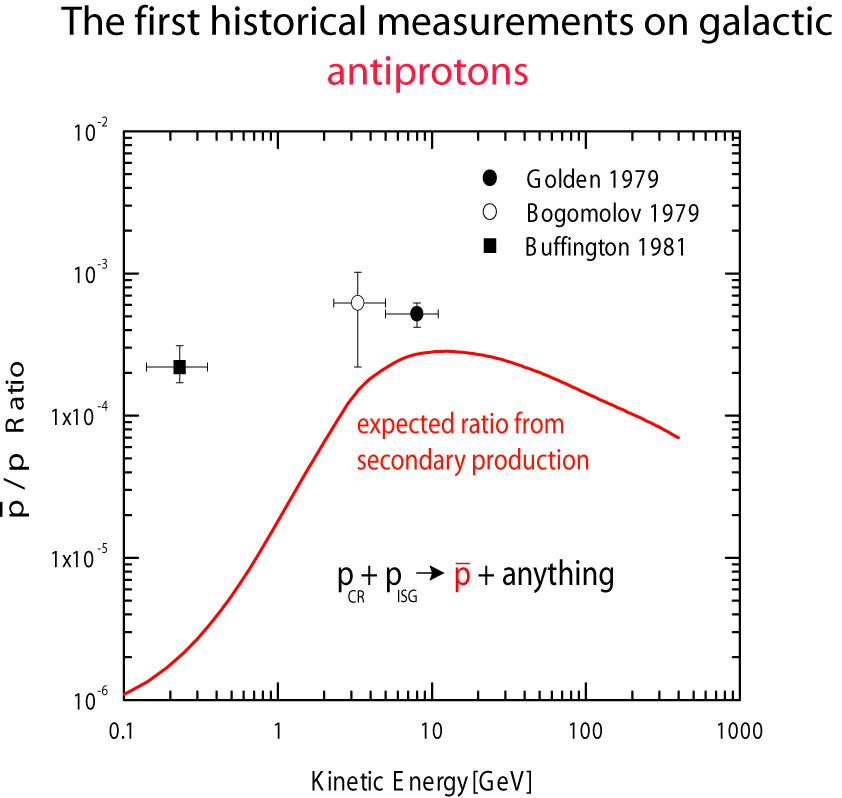 The first historical measurements on galactic
antiprotons
10⁻²
10⁻³
1x10⁻⁴
1x10⁻⁵
10⁻⁶
p̅ / p Ratio
Golden 1979
Bogomolov 1979
Buffington 1981
expected ratio from
secondary production
p_CR + p_ISG → p̅ + anything
0.1 1 10 100 1000
Kinetic Energy [GeV]